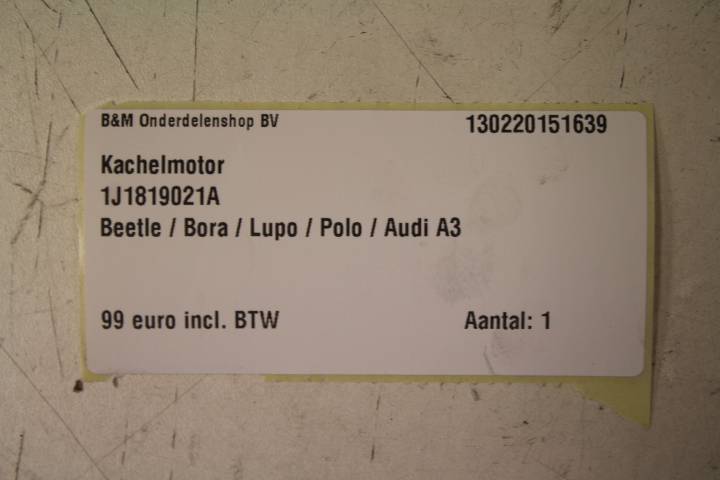 B&M Onderdelenshop BV 130220151639
Kachelmotor
1J1819021A
Beetle / Bora / Lupo / Polo / Audi A3
99 euro incl. BTW Aantal: 1